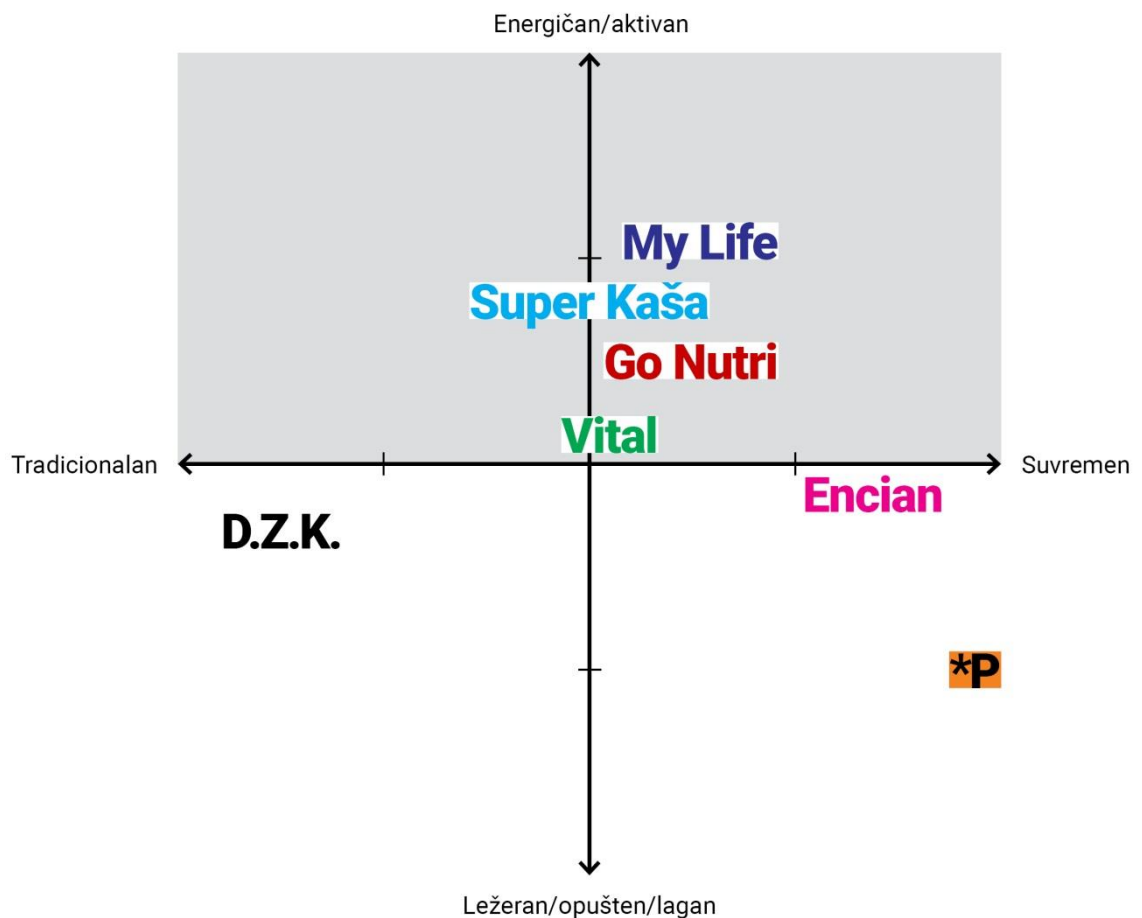 Energičan/aktivan
My Life
Super Kaša
Go Nutri
Vital
Tradicionalan
Suvremen
Encian
D.Z.K.
*P
Ležeran/opušten/lagan